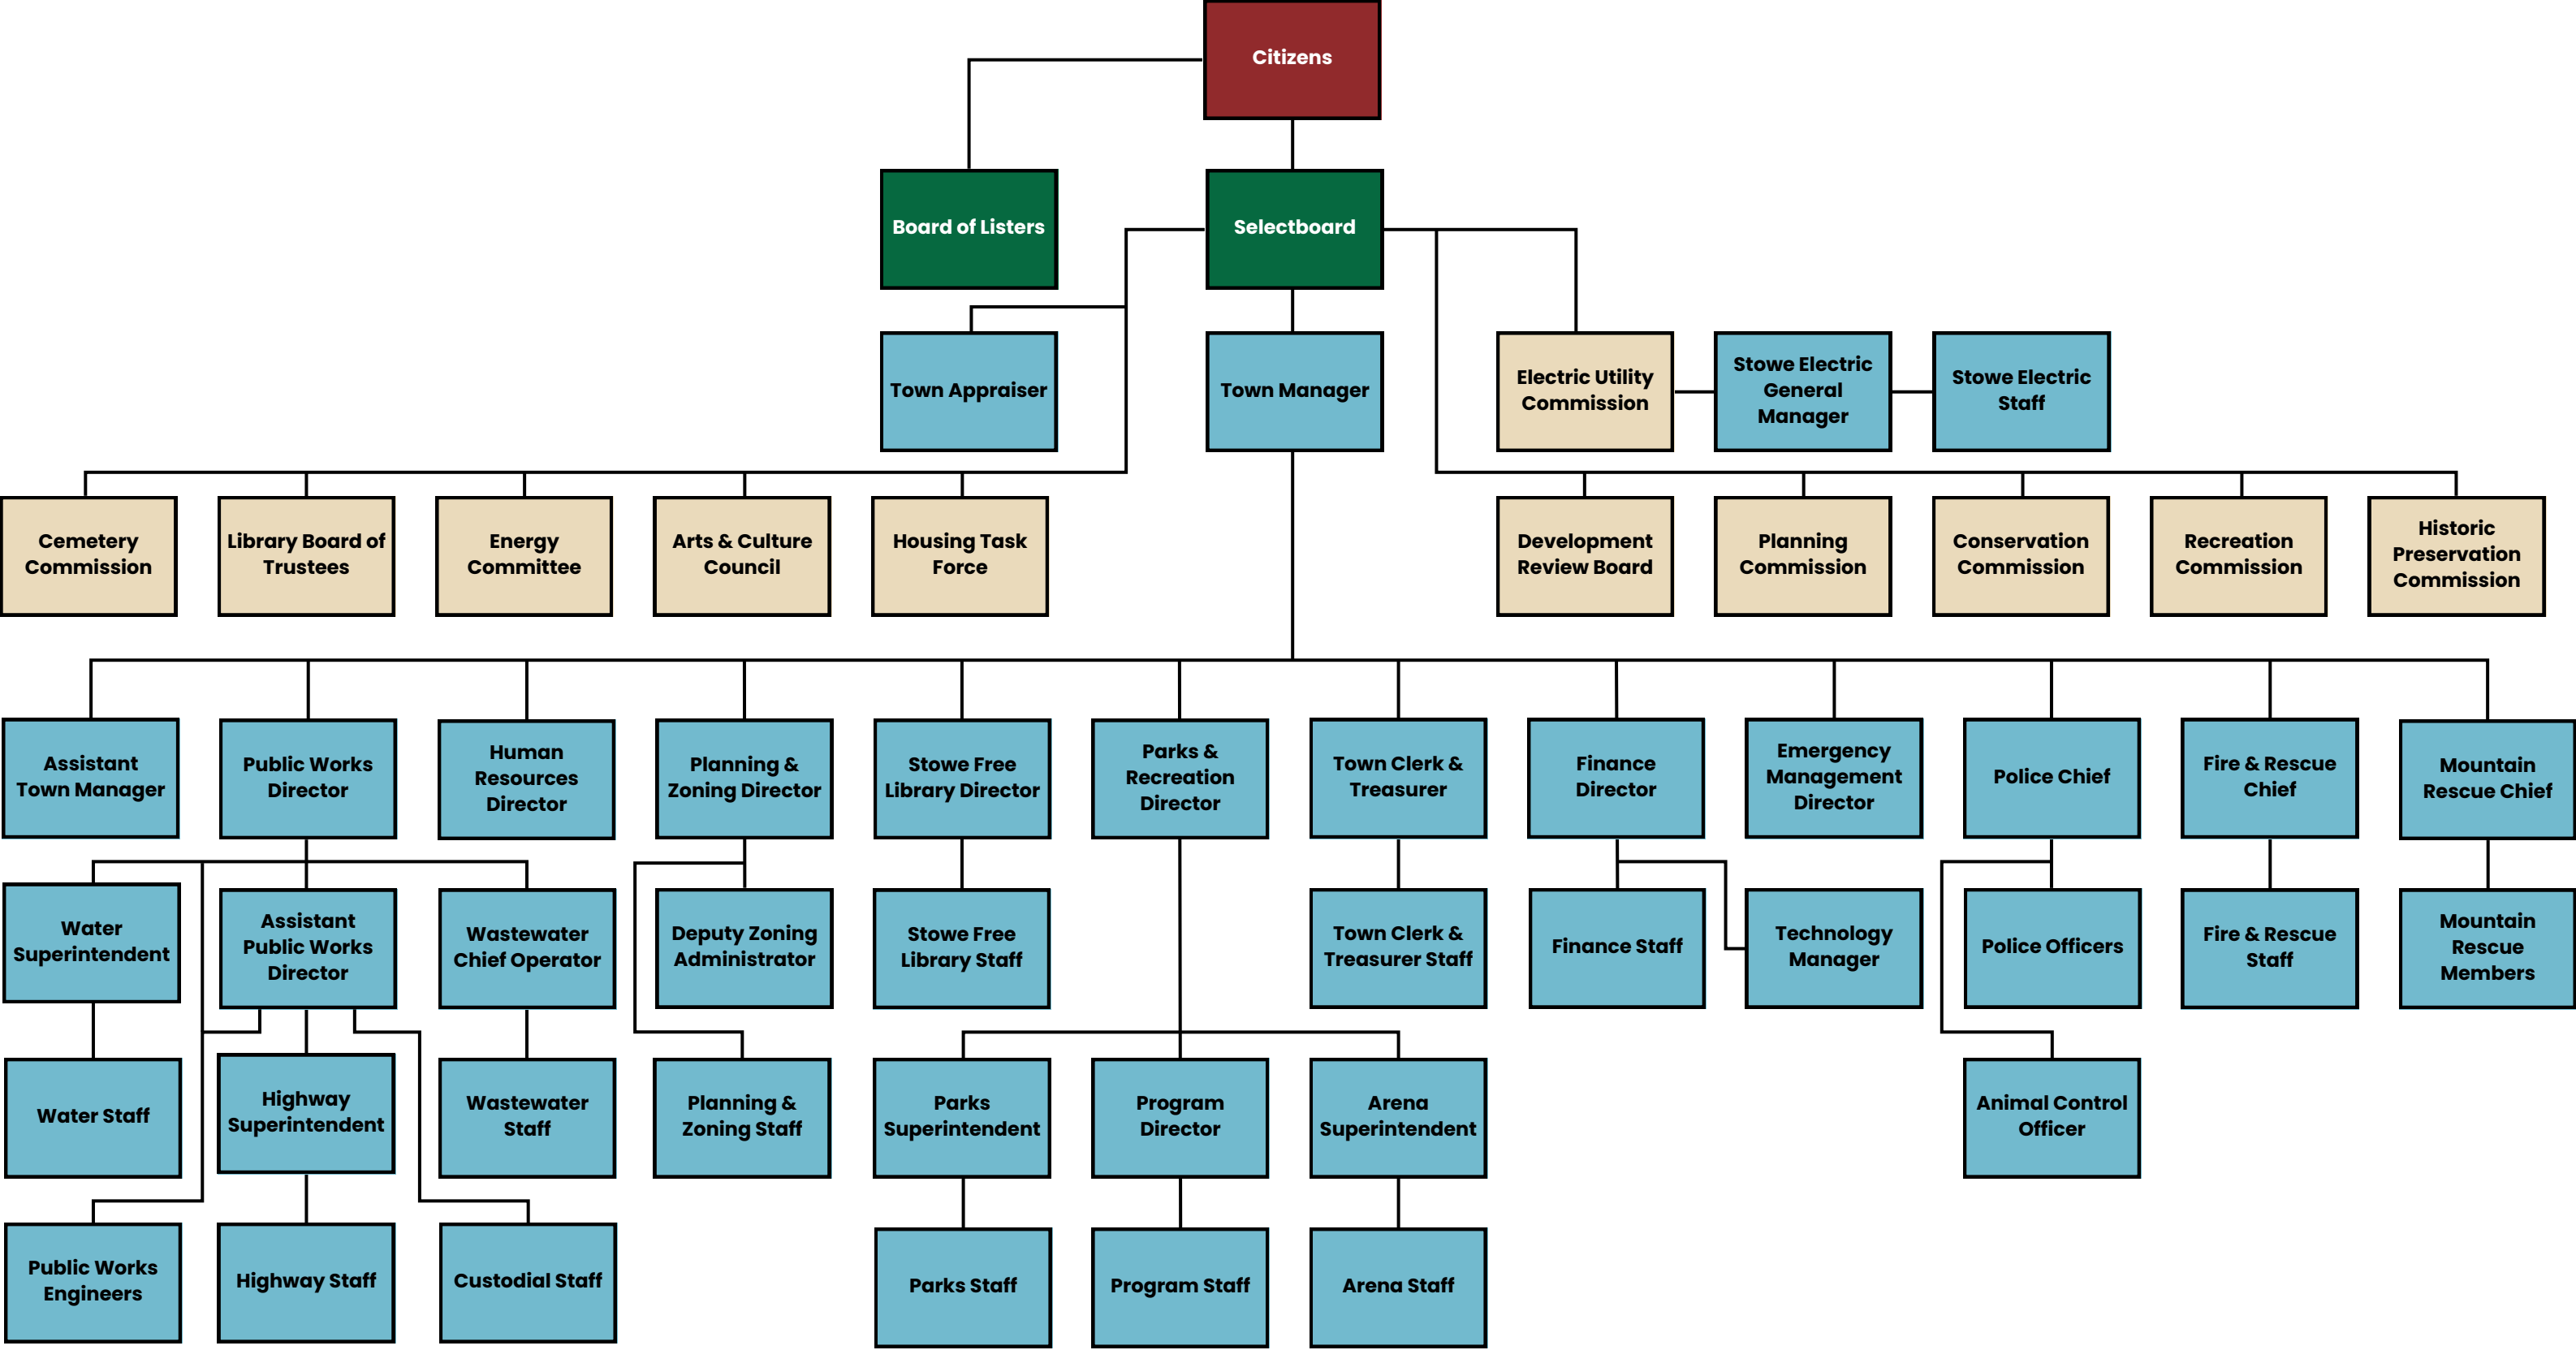 Citizens
Board of Listers
Selectboard
Town Appraiser
Town Manager
Electric Utility
Commission
Stowe Electric
General
Manager
Stowe Electric
Staff
Cemetery
Commission
Library Board of
Trustees
Energy
Committee
Arts & Culture
Council
Housing Task
Force
Development
Review Board
Planning
Commission
Conservation
Commission
Recreation
Commission
Historic
Preservation
Commission
Assistant
Town Manager
Public Works
Director
Human
Resources
Director
Planning &
Zoning Director
Stowe Free
Library Director
Parks &
Recreation
Director
Town Clerk &
Treasurer
Finance
Director
Emergency
Management
Director
Police Chief
Fire & Rescue
Chief
Mountain
Rescue Chief
Water
Superintendent
Assistant
Public Works
Director
Wastewater
Chief Operator
Deputy Zoning
Administrator
Stowe Free
Library Staff
Town Clerk &
Treasurer Staff
Finance Staff
Technology
Manager
Police Officers
Fire & Rescue
Staff
Mountain
Rescue
Members
Water Staff
Highway
Superintendent
Wastewater
Staff
Planning &
Zoning Staff
Parks
Superintendent
Program
Director
Arena
Superintendent
Animal Control
Officer
Public Works
Engineers
Highway Staff
Custodial Staff
Parks Staff
Program Staff
Arena Staff